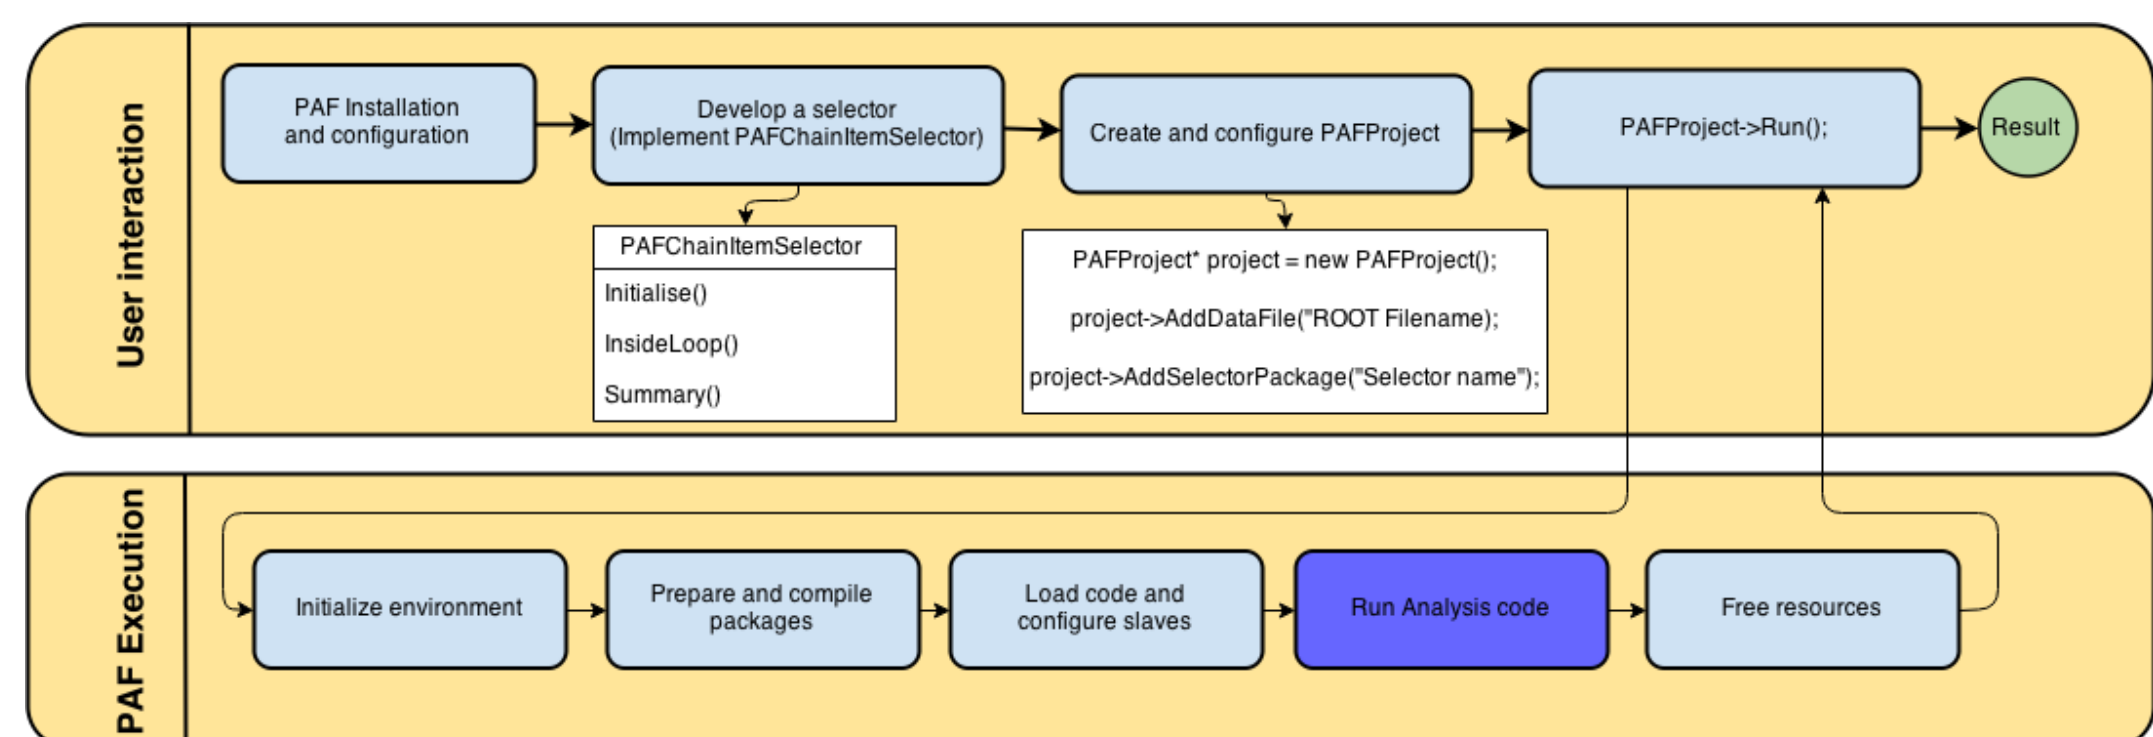 User interaction
PAF Installation
and configuration
Develop a selector
(Implement PAFChainItemSelector)
Create and configure PAFProject
PAFProject->Run();
Result
PAFChainItemSelector
Initialise()
InsideLoop()
Summary()
PAFProject* project = new PAFProject();
project->AddDataFile("ROOT Filename);
project->AddSelectorPackage("Selector name");
PAF Execution
Initialize environment
Prepare and compile
packages
Load code and
configure slaves
Run Analysis code
Free resources